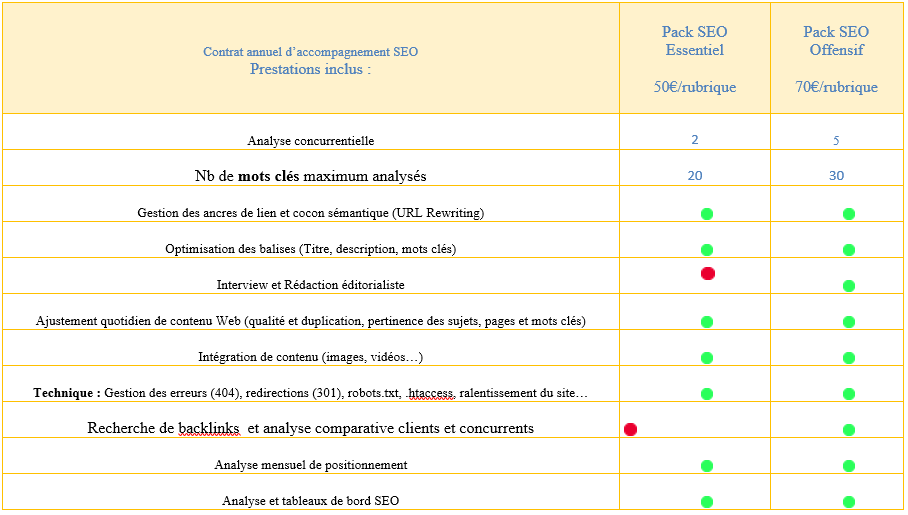 Contrat annuel d’accompagnement SEO
Prestations inclus :
Pack SEO
Essentiel
50€/rubrique
Pack SEO
Offensif
70€/rubrique
Analyse concurrentielle 2 5
Nb de mots clés maximum analysés 20 30
Gestion des ancres de lien et cocon sémantique (URL Rewriting)
Optimisation des balises (Titre, description, mots clés)
Interview et Rédaction éditorialiste
Ajustement quotidien de contenu Web (qualité et duplication, pertinence des sujets, pages et mots clés)
Intégration de contenu (images, vidéos…)
Technique : Gestion des erreurs (404), redirections (301), robots.txt, .htaccess, ralentissement du site…
Recherche de backlinks et analyse comparative clients et concurrents
Analyse mensuel de positionnement
Analyse et tableaux de bord SEO